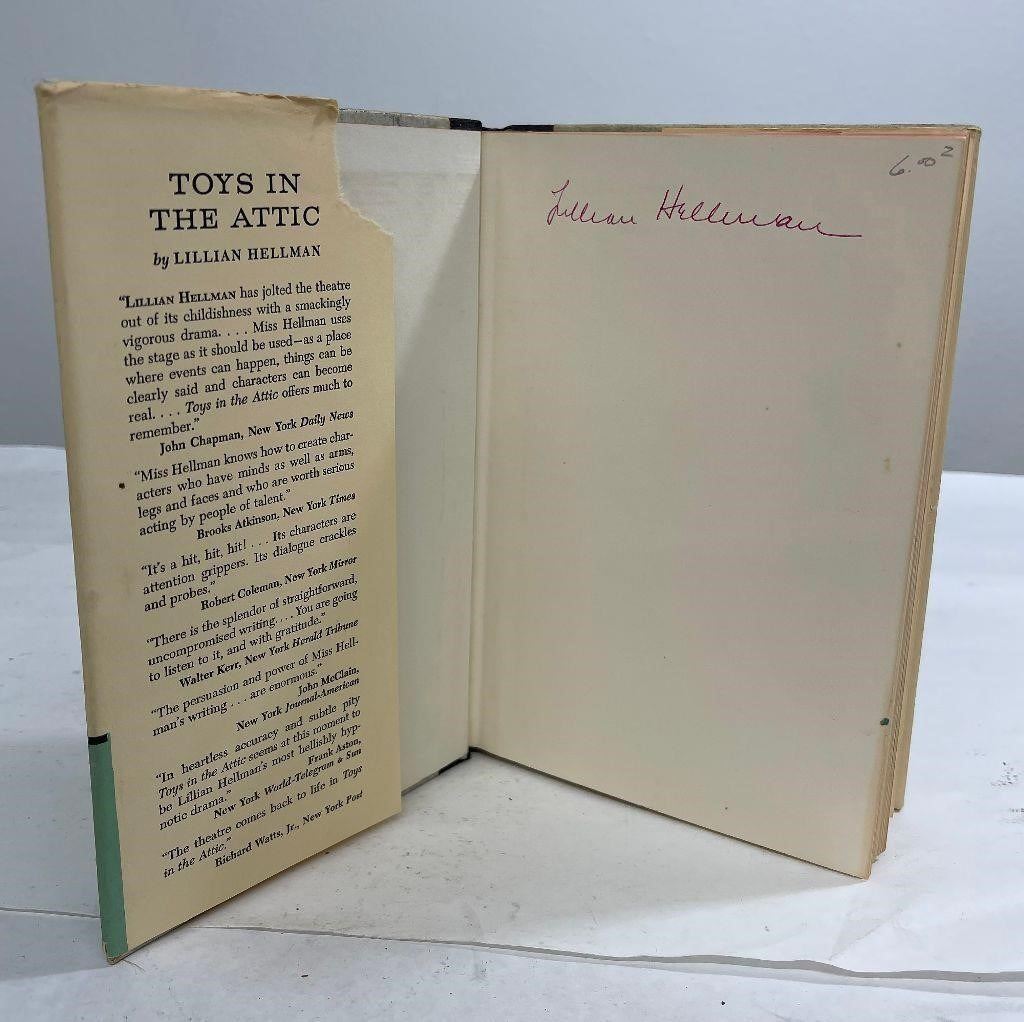 TOYS IN
THE ATTIC
by LILLIAN HELLMAN
"LILLIAN HELLMAN has jolted the theatre
out of its childishness with a smackingly
vigorous drama. . . . Miss Hellman uses
the stage as it should be used—as a place
where events can happen, things can be
clearly said and characters can become
real. . . . Toys in the Attic offers much to
remember."
John Chapman, New York Daily News
"Miss Hellman knows how to create char-
acters who have minds as well as arms,
legs and faces and who are worth serious
acting by people of talent."
Brooks Atkinson, New York Times
"It's a hit, hit, hit! . . . Its characters are
attention grippers. Its dialogue crackles
and probes."
Robert Coleman, New York Mirror
"There is the splendor of straightforward,
uncompromised writing. . . . You are going
to listen to it, and with gratitude."
Walter Kerr, New York Herald Tribune
"The persuasion and power of Miss Hell-
man's writing . . . are enormous."
John McClain,
New York Journal-American
"In heartless accuracy and subtle pity
Toys in the Attic seems at this moment to
be Lillian Hellman's most hellishly hyp-
notic drama."
Frank Aston,
New York World-Telegram & Sun
"The theatre comes back to life in Toys
in the Attic."
Richard Watts, Jr., New York Post
Lillian Hellman
6.00 2